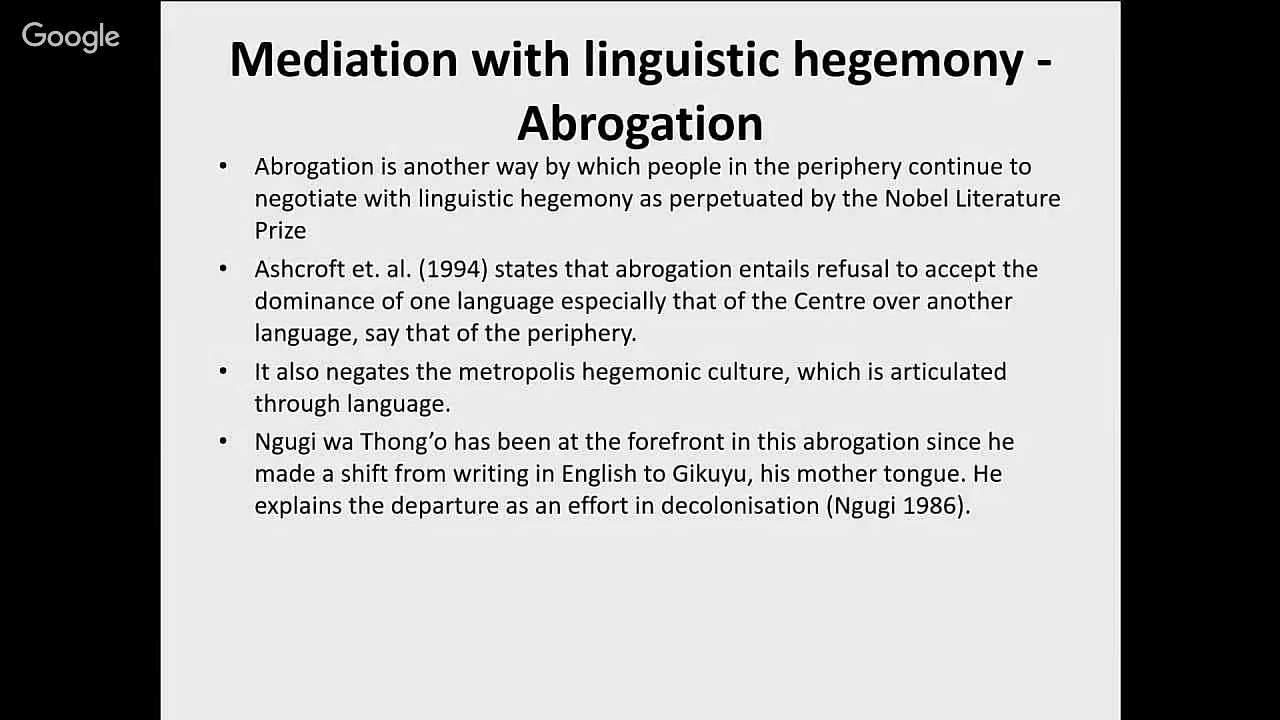 Google
Mediation with linguistic hegemony -
Abrogation
• Abrogation is another way by which people in the periphery continue to
negotiate with linguistic hegemony as perpetuated by the Nobel Literature
Prize
• Ashcroft et. al. (1994) states that abrogation entails refusal to accept the
dominance of one language especially that of the Centre over another
language, say that of the periphery.
• It also negates the metropolis hegemonic culture, which is articulated
through language.
• Ngugi wa Thong’o has been at the forefront in this abrogation since he
made a shift from writing in English to Gikuyu, his mother tongue. He
explains the departure as an effort in decolonisation (Ngugi 1986).